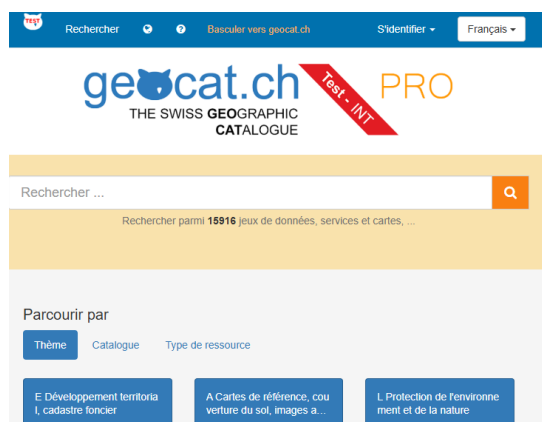 TEST
Rechercher
Basculer vers geocat.ch
S'identifier
Français
geocat.ch
PRO
Test - INT
THE SWISS GEOGRAPHIC
CATALOGUE
Rechercher ...
Rechercher parmi 15916 jeux de données, services et cartes, ...
Parcourir par
Thème Catalogue Type de ressource
E Développement territoria
l, cadastre foncier
A Cartes de référence, cou
verture du sol, images a...
L Protection de l'environne
ment et de la nature